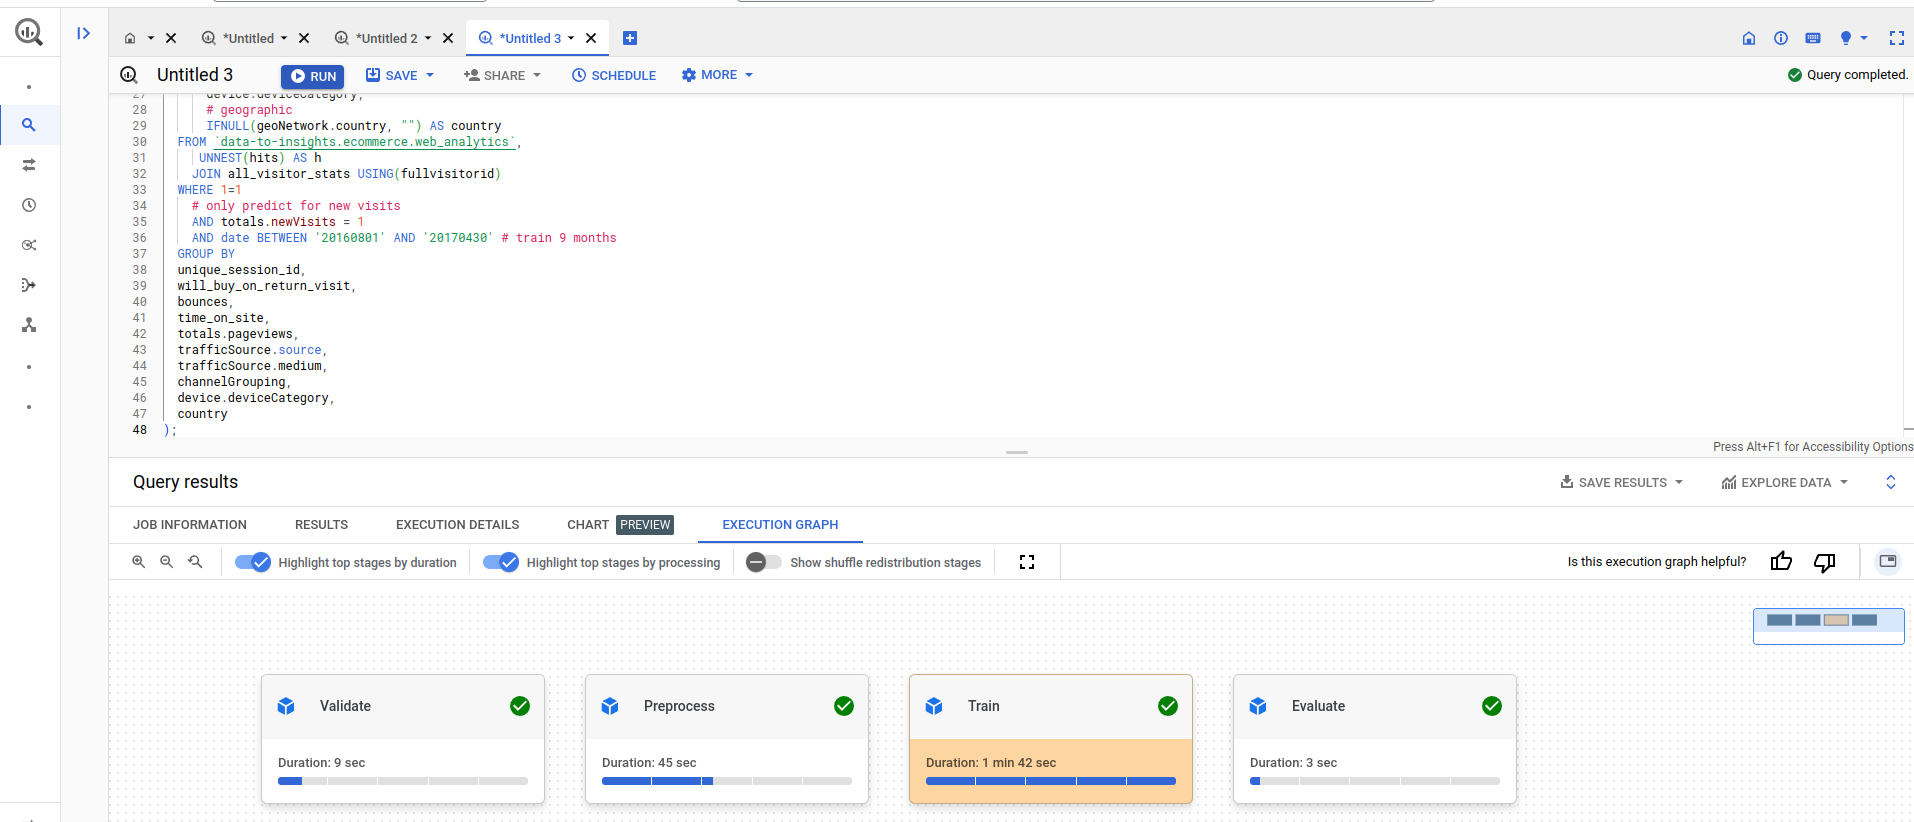 *Untitled
*Untitled 2
*Untitled 3
Untitled 3
RUN
SAVE
SHARE
SCHEDULE
MORE
Query completed.
27 device.deviceCategory,
28 # geographic
29 IFNULL(geoNetwork.country, "") AS country
30 FROM `data-to-insights.ecommerce.web_analytics`,
31 UNNEST(hits) AS h
32 JOIN all_visitor_stats USING(fullvisitorid)
33 WHERE 1=1
34 # only predict for new visits
35 AND totals.newVisits = 1
36 AND date BETWEEN '20160801' AND '20170430' # train 9 months
37 GROUP BY
38 unique_session_id,
39 will_buy_on_return_visit,
40 bounces,
41 time_on_site,
42 totals.pageviews,
43 trafficSource.source,
44 trafficSource.medium,
45 channelGrouping,
46 device.deviceCategory,
47 country
48 );
Press Alt+F1 for Accessibility Options
Query results
SAVE RESULTS
EXPLORE DATA
JOB INFORMATION
RESULTS
EXECUTION DETAILS
CHART PREVIEW
EXECUTION GRAPH
Highlight top stages by duration
Highlight top stages by processing
Show shuffle redistribution stages
Is this execution graph helpful?
Validate
Duration: 9 sec
Preprocess
Duration: 45 sec
Train
Duration: 1 min 42 sec
Evaluate
Duration: 3 sec